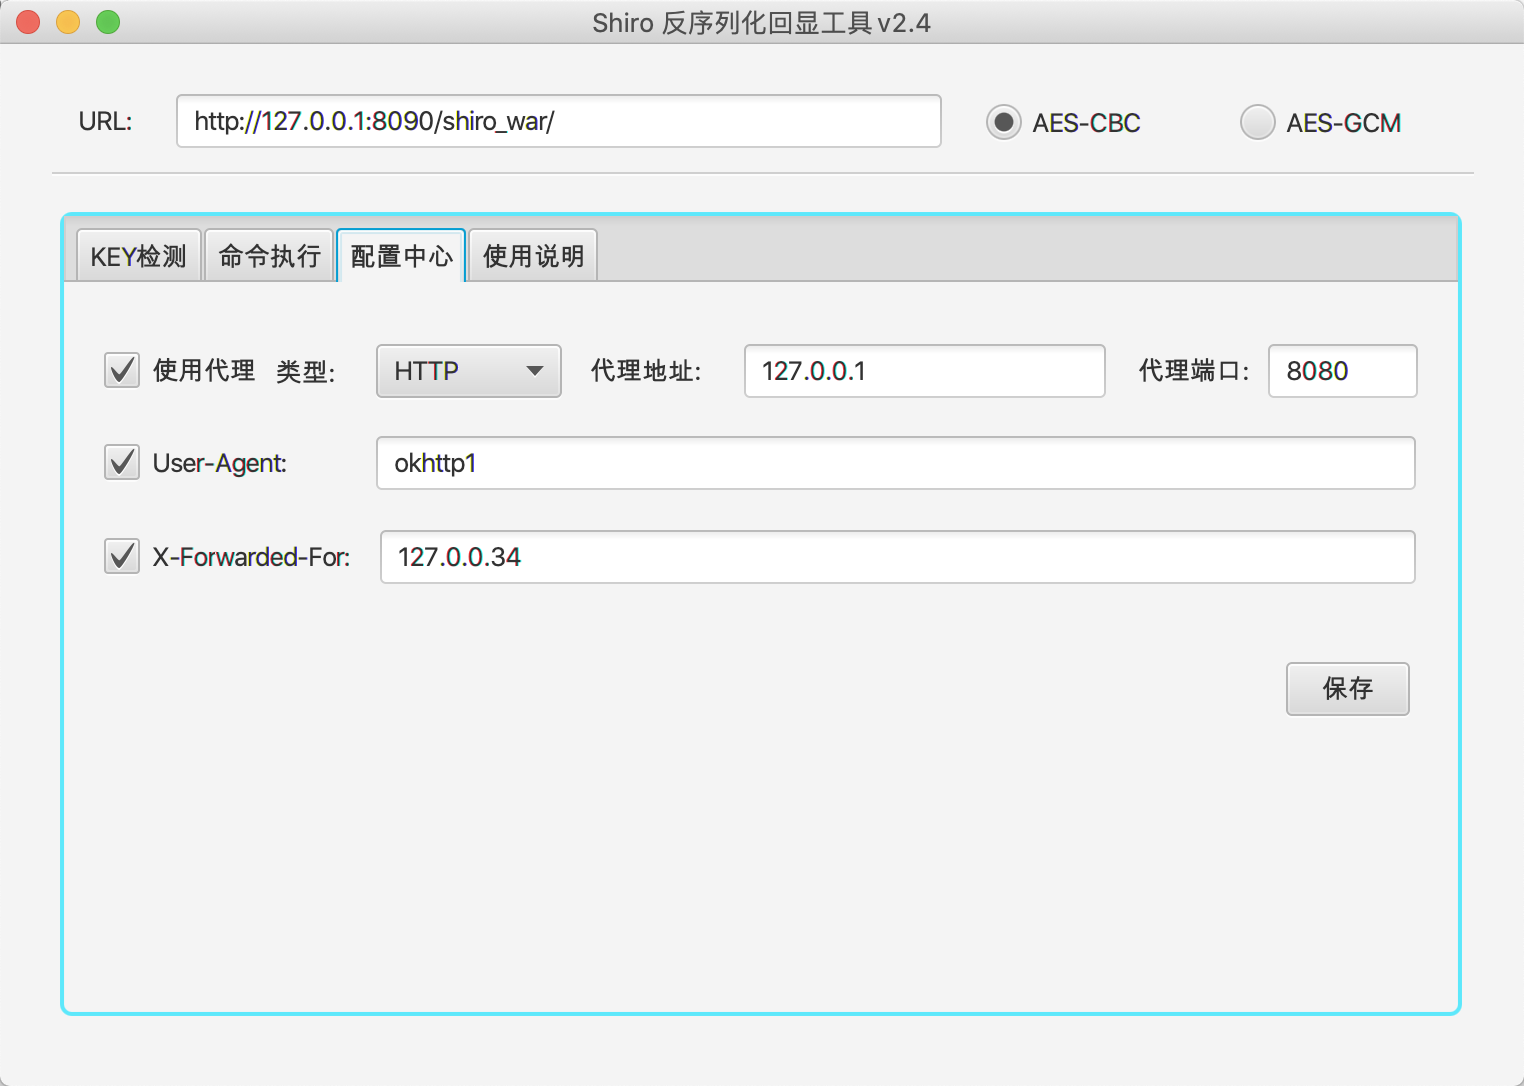 Shiro 反序列化回显工具 v2.4
URL: http://127.0.0.1:8090/shiro_war/ AES-CBC AES-GCM
KEY检测 命令执行 配置中心 使用说明
使用代理 类型: HTTP 代理地址: 127.0.0.1 代理端口: 8080
User-Agent: okhttp1
X-Forwarded-For: 127.0.0.34
保存